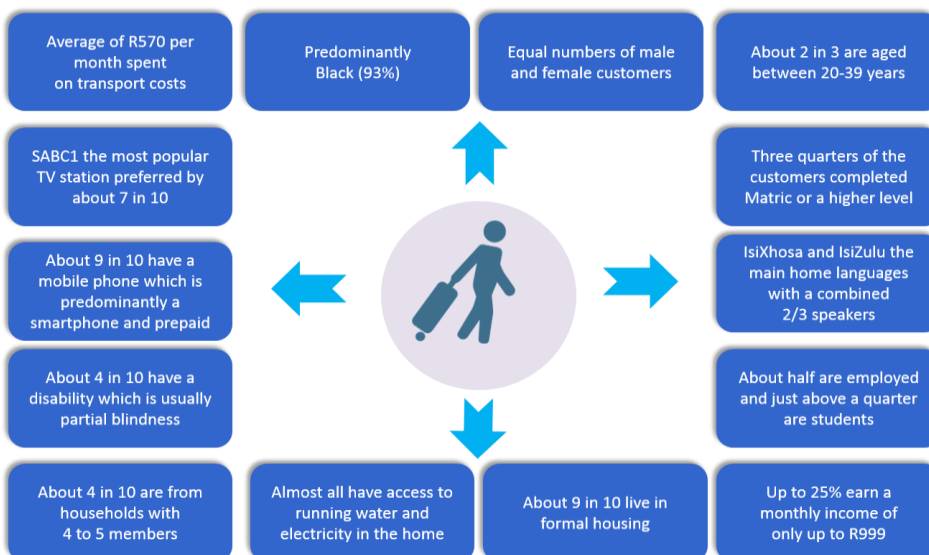 Average of R570 per
month spent
on transport costs
Predominantly
Black (93%)
Equal numbers of male
and female customers
About 2 in 3 are aged
between 20-39 years
SABC1 the most popular
TV station preferred by
about 7 in 10
Three quarters of the
customers completed
Matric or a higher level
About 9 in 10 have a
mobile phone which is
predominantly a
smartphone and prepaid
IsiXhosa and IsiZulu the
main home languages
with a combined
2/3 speakers
About 4 in 10 have a
disability which is usually
partial blindness
About half are employed
and just above a quarter
are students
About 4 in 10 are from
households with
4 to 5 members
Almost all have access to
running water and
electricity in the home
About 9 in 10 live in
formal housing
Up to 25% earn a
monthly income of
only up to R999